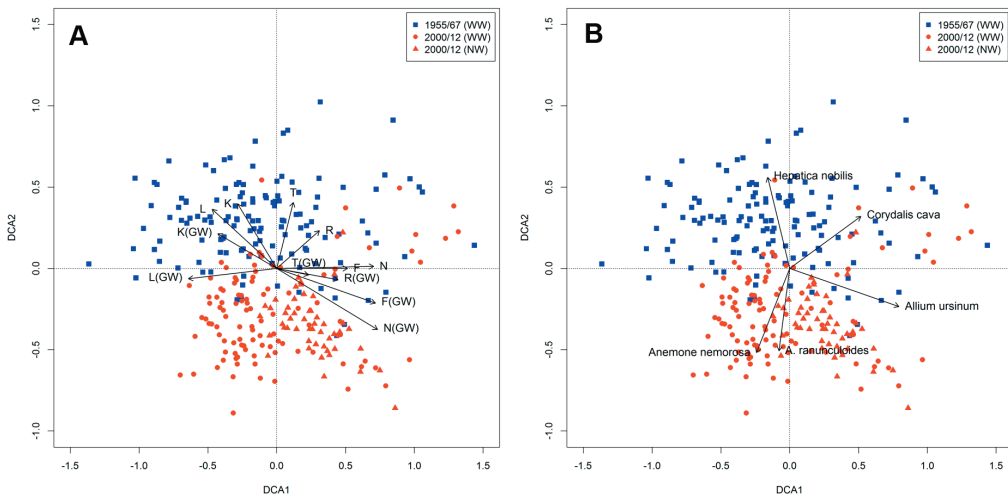 A
1955/67 (WW)
2000/12 (WW)
2000/12 (NW)
1.5
1.0
0.5
0.0
-0.5
-1.0
DCA2
L
K
T
K(GW)
R
T(GW)
F
N
L(GW)
R(GW)
F(GW)
N(GW)
-1.5
-1.0
-0.5
0.0
0.5
1.0
1.5
DCA1
B
1955/67 (WW)
2000/12 (WW)
2000/12 (NW)
1.5
1.0
0.5
0.0
-0.5
-1.0
DCA2
Hepatica nobilis
Corydalis cava
Allium ursinum
Anemone nemorosa
A. ranunculoides
-1.5
-1.0
-0.5
0.0
0.5
1.0
1.5
DCA1